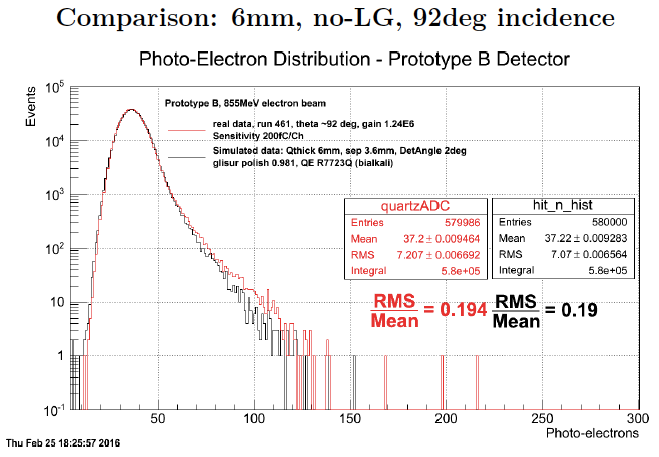 Comparison: 6mm, no-LG, 92deg incidence
Photo-Electron Distribution - Prototype B Detector
Events
10^5
10^4
10^3
10^2
10
1
10^-1
Prototype B, 855MeV electron beam
real data, run 461, theta ~92 deg, gain 1.24E6
Sensitivity 200fC/Ch
Simulated data: Qthick 6mm, sep 3.6mm, DetAngle 2deg
glisur polish 0.981, QE R7723Q (bialkali)
quartzADC
Entries 579986
Mean 37.2 ± 0.009464
RMS 7.207 ± 0.006692
Integral 5.8e+05
hit_n_hist
Entries 580000
Mean 37.22 ± 0.009283
RMS 7.07 ± 0.006564
Integral 5.8e+05
RMS/Mean = 0.194 RMS/Mean = 0.19
50 100 150 200 250 300
Photo-electrons
Thu Feb 25 18:25:57 2016